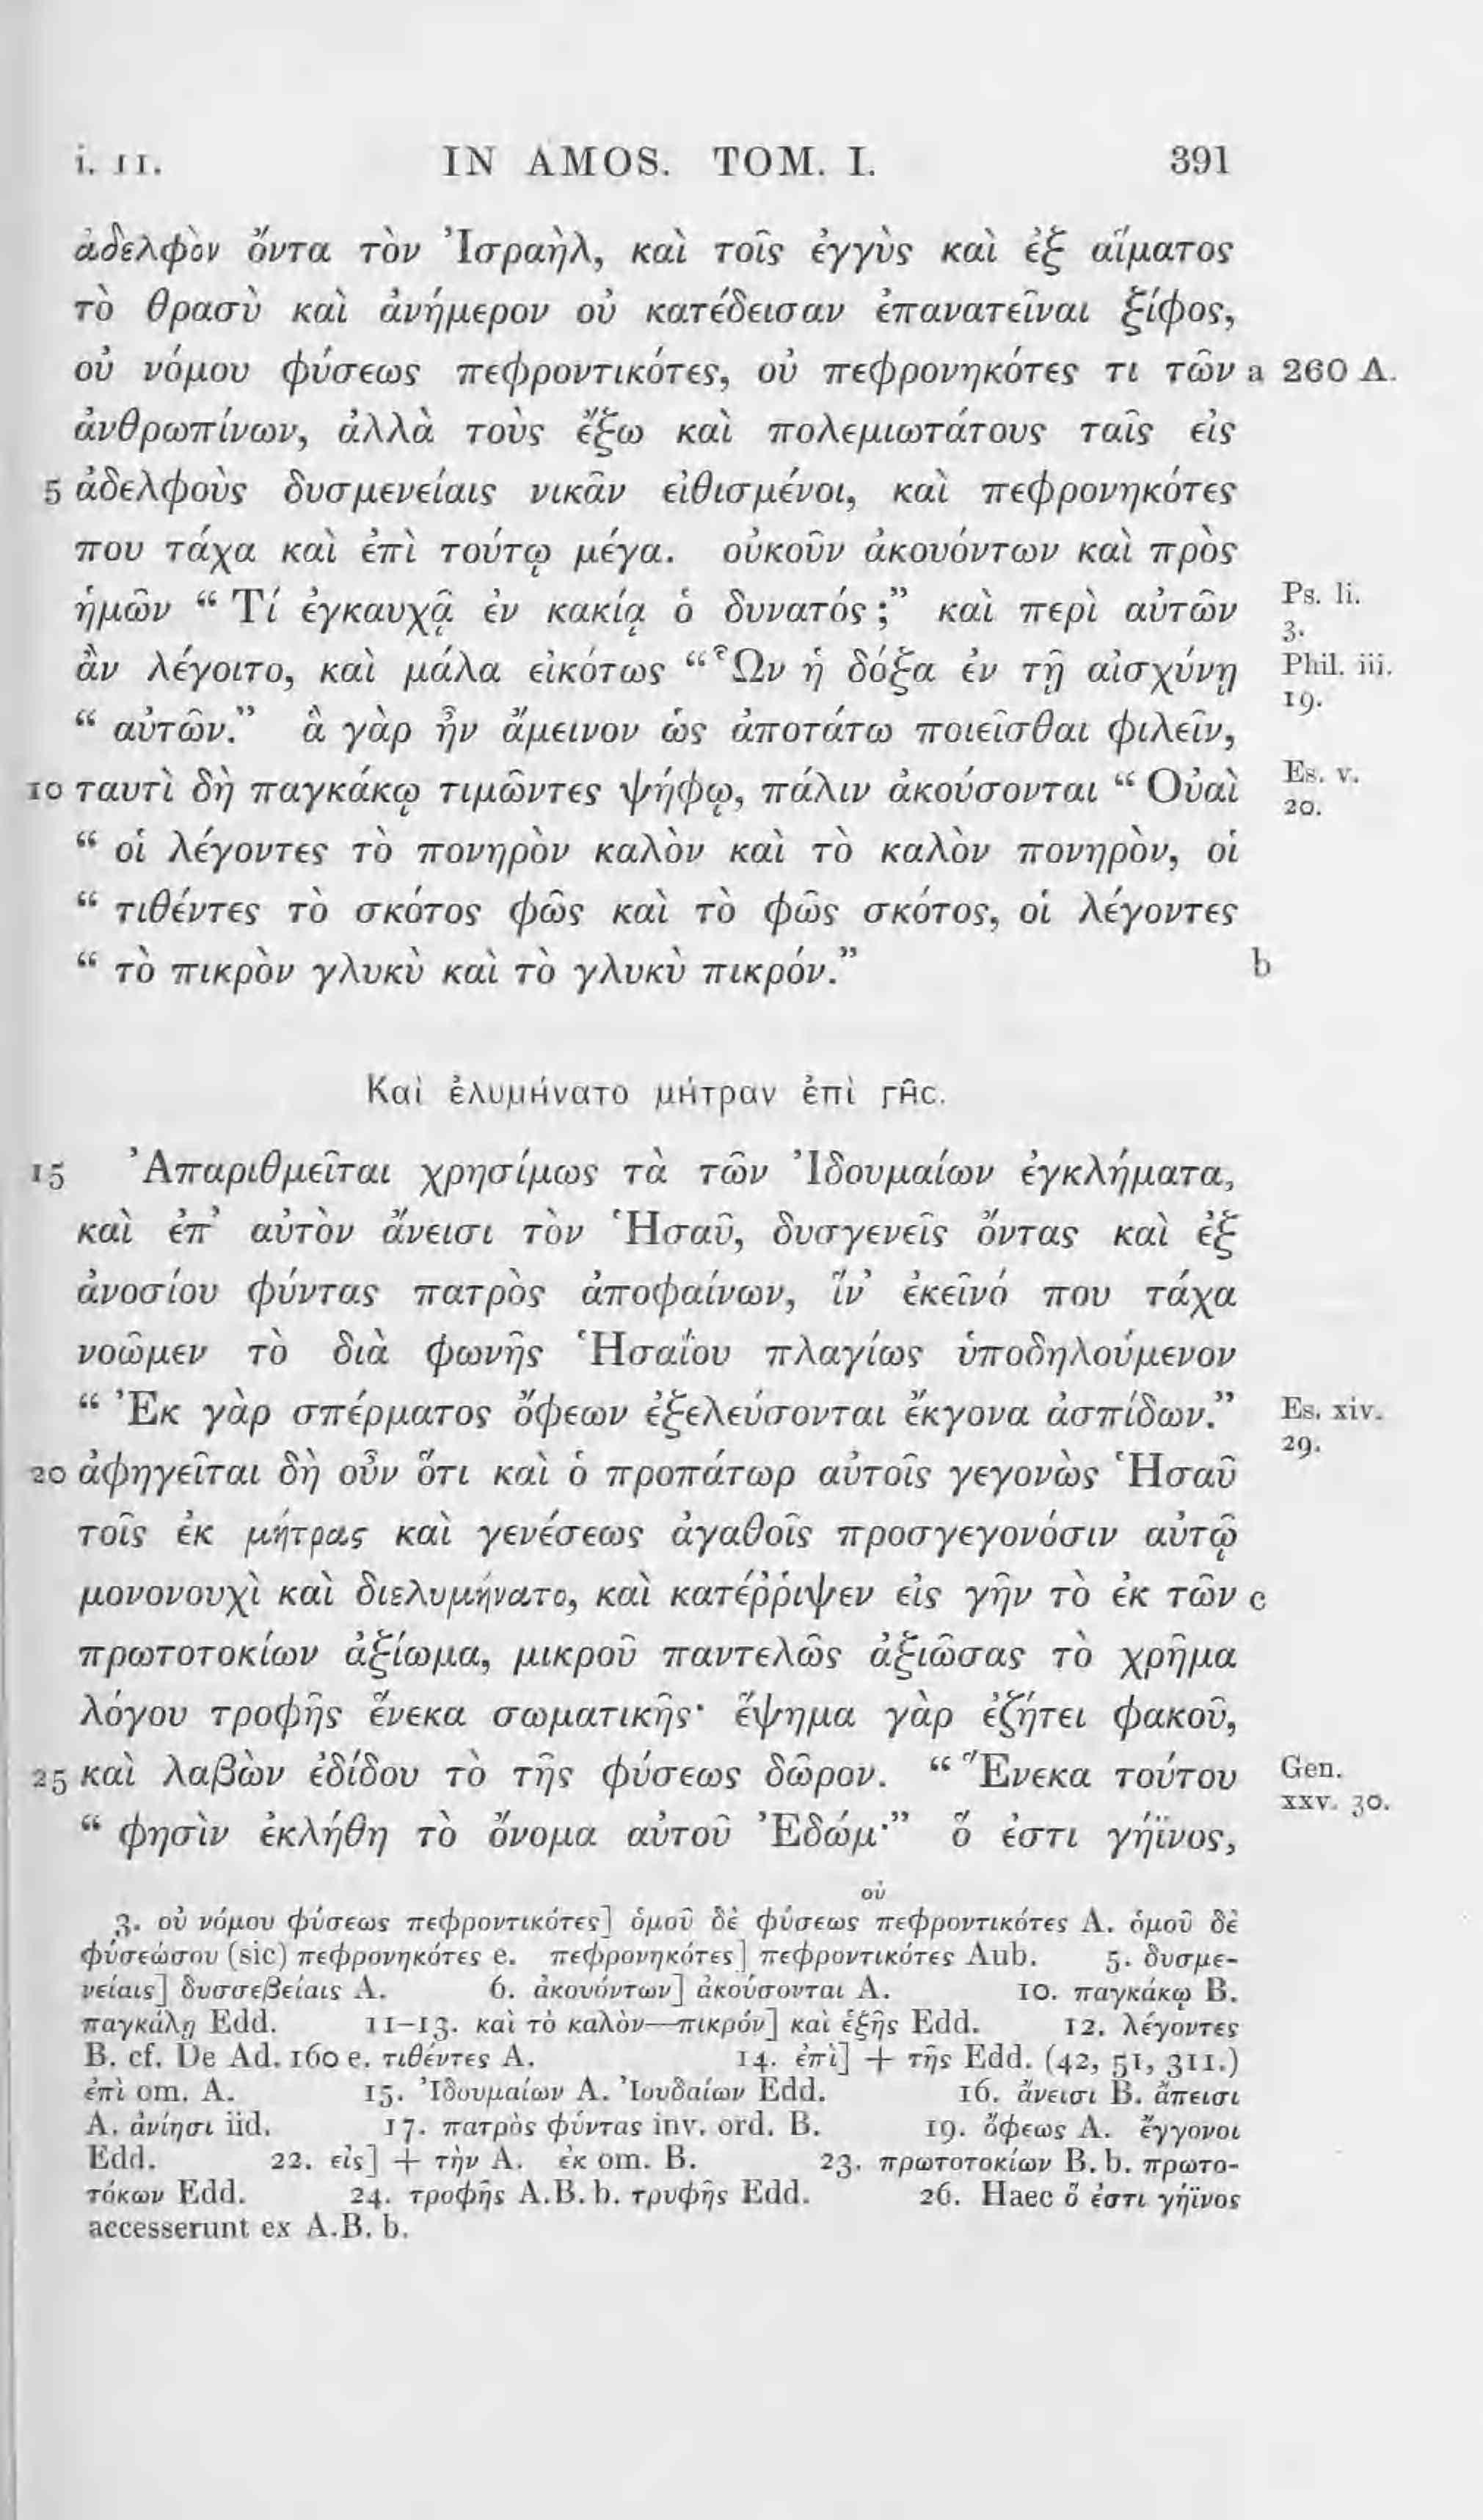 i. 11. IN AMOS. TOM. I. 391
ἀδελφὸν ὄντα τὸν Ἰσραὴλ, καὶ τοῖς ἐγγὺς καὶ ἐξ αἵματος
τὸ θρασὺ καὶ ἀνήμερον οὐ κατέδεισαν ἐπανατεῖναι ξίφος,
οὐ νόμου φύσεως πεφροντικότες, οὐ πεφρονηκότες τι τῶν a 260 A.
ἀνθρωπίνων, ἀλλὰ τοὺς ἔξω καὶ πολεμιωτάτους ταῖς εἰς
5 ἀδελφοὺς δυσμενείαις νικᾶν εἰθισμένοι, καὶ πεφρονηκότες
που τάχα καὶ ἐπὶ τούτῳ μέγα. οὐκοῦν ἀκουόντων καὶ πρὸς
ἡμῶν “ Τί ἐγκαυχᾷ ἐν κακίᾳ ὁ δυνατός ;” καὶ περὶ αὐτῶν Ps. li. 3.
ἂν λέγοιτο, καὶ μάλα εἰκότως “ Ὧν ἡ δόξα ἐν τῇ αἰσχύνῃ Phil. iii. 19.
“ αὐτῶν.” ἃ γὰρ ἦν ἄμεινον ὡς ἀποτάτω ποιεῖσθαι φιλεῖν,
10 ταυτὶ δὴ παγκάκῳ τιμῶντες ψήφῳ, πάλιν ἀκούσονται “ Οὐαὶ Es. v. 20.
“ οἱ λέγοντες τὸ πονηρὸν καλὸν καὶ τὸ καλὸν πονηρὸν, οἱ
“ τιθέντες τὸ σκότος φῶς καὶ τὸ φῶς σκότος, οἱ λέγοντες
“ τὸ πικρὸν γλυκὺ καὶ τὸ γλυκὺ πικρόν.” b
Καὶ ἐλυμήνατο μήτραν ἐπὶ γῆς.
15 Ἀπαριθμεῖται χρησίμως τὰ τῶν Ἰδουμαίων ἐγκλήματα,
καὶ ἐπ’ αὐτὸν ἄνεισι τὸν Ἡσαῦ, δυσγενεῖς ὄντας καὶ ἐξ
ἀνοσίου φύντας πατρὸς ἀποφαίνων, ἵν’ ἐκεῖνό που τάχα
νοῶμεν τὸ διὰ φωνῆς Ἡσαΐου πλαγίως ὑποδηλούμενον
“ Ἐκ γὰρ σπέρματος ὄφεων ἐξελεύσονται ἔκγονα ἀσπίδων.” Es. xiv. 29.
20 ἀφηγεῖται δὴ οὖν ὅτι καὶ ὁ προπάτωρ αὐτοῖς γεγονὼς Ἡσαῦ
τοῖς ἐκ μήτρας καὶ γενέσεως ἀγαθοῖς προσγεγονόσιν αὐτῷ
μονονουχὶ καὶ διελυμήνατο, καὶ κατέῤῥιψεν εἰς γῆν τὸ ἐκ τῶν c
πρωτοτοκίων ἀξίωμα, μικροῦ παντελῶς ἀξιῶσας τὸ χρῆμα
λόγου τροφῆς ἕνεκα σωματικῆς· ἕψημα γὰρ ἐζήτει φακοῦ,
25 καὶ λαβὼν ἐδίδου τὸ τῆς φύσεως δῶρον. “ Ἕνεκα τούτου Gen. xxv. 30.
“ φησὶν ἐκλήθη τὸ ὄνομα αὐτοῦ Ἐδώμ·” ὅ ἐστι γήϊνος,
οὐ
3. οὐ νόμου φύσεως πεφροντικότες] ὁμοῦ δὲ φύσεως πεφροντικότες A. ὁμοῦ δὲ
φύσεώσου (sic) πεφρονηκότες e. πεφρονηκότες] πεφροντικότες Aub. 5. δυσμε-
νείαις] δυσσεβείαις A. 6. ἀκουόντων] ἀκούσονται A. 10. παγκάκῳ B.
παγκάλῃ Edd. 11–13. καὶ τὸ καλὸν—πικρόν] καὶ ἑξῆς Edd. 12. λέγοντες
B. cf. De Ad. 160 e. τιθέντες A. 14. ἐπὶ] + τῆς Edd. (42, 51, 311.)
ἐπὶ om. A. 15. Ἰδουμαίων A. Ἰουδαίων Edd. 16. ἄνεισι B. ἄπεισι
A. ἀνίησι iid. 17. πατρὸς φύντας inv. ord. B. 19. ὄφεως A. ἔγγονοι
Edd. 22. εἰς] + τὴν A. ἐκ om. B. 23. πρωτοτοκίων B. b. πρωτο-
τόκων Edd. 24. τροφῆς A.B. b. τρυφῆς Edd. 26. Haec ὅ ἐστι γήϊνος
accesserunt ex A.B. b.